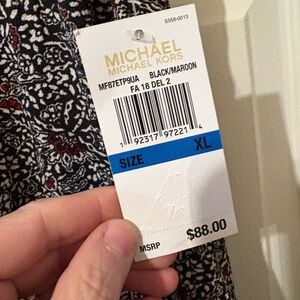 S558-0013
MICHAEL
MICHAEL KORS
MF87ETP9UA BLACK/MAROON
FA 18 DEL 2
1 92317 97221 4
SIZE XL
$88.00
MSRP